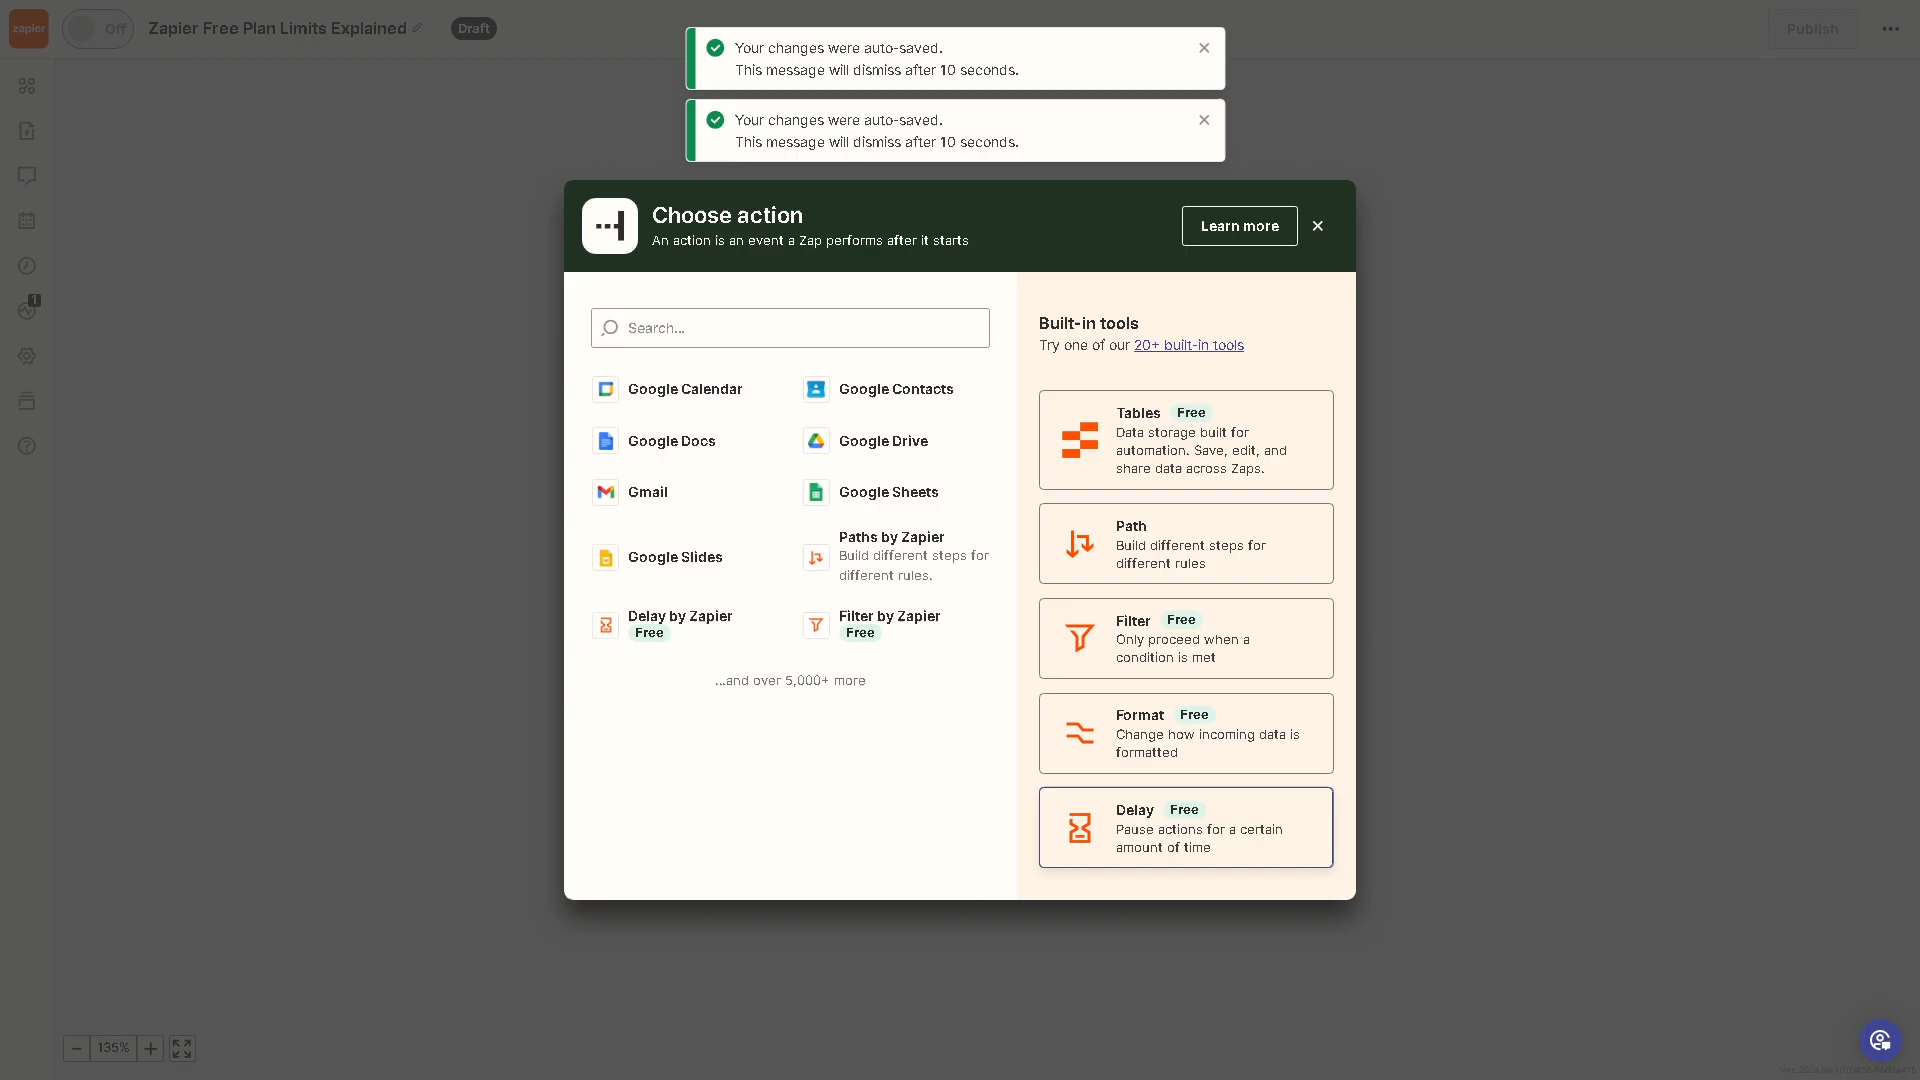 zapier
Off
Zapier Free Plan Limits Explained
Draft
Publish
Your changes were auto-saved.
This message will dismiss after 10 seconds.
Your changes were auto-saved.
This message will dismiss after 10 seconds.
1
Choose action
An action is an event a Zap performs after it starts
Learn more
Search...
Google Calendar
Google Contacts
Google Docs
Google Drive
Gmail
Google Sheets
Google Slides
Paths by Zapier
Build different steps for
different rules.
Delay by Zapier
Free
Filter by Zapier
Free
...and over 5,000+ more
Built-in tools
Try one of our 20+ built-in tools
Tables Free
Data storage built for
automation. Save, edit, and
share data across Zaps.
Path
Build different steps for
different rules
Filter Free
Only proceed when a
condition is met
Format Free
Change how incoming data is
formatted
Delay Free
Pause actions for a certain
amount of time
135%